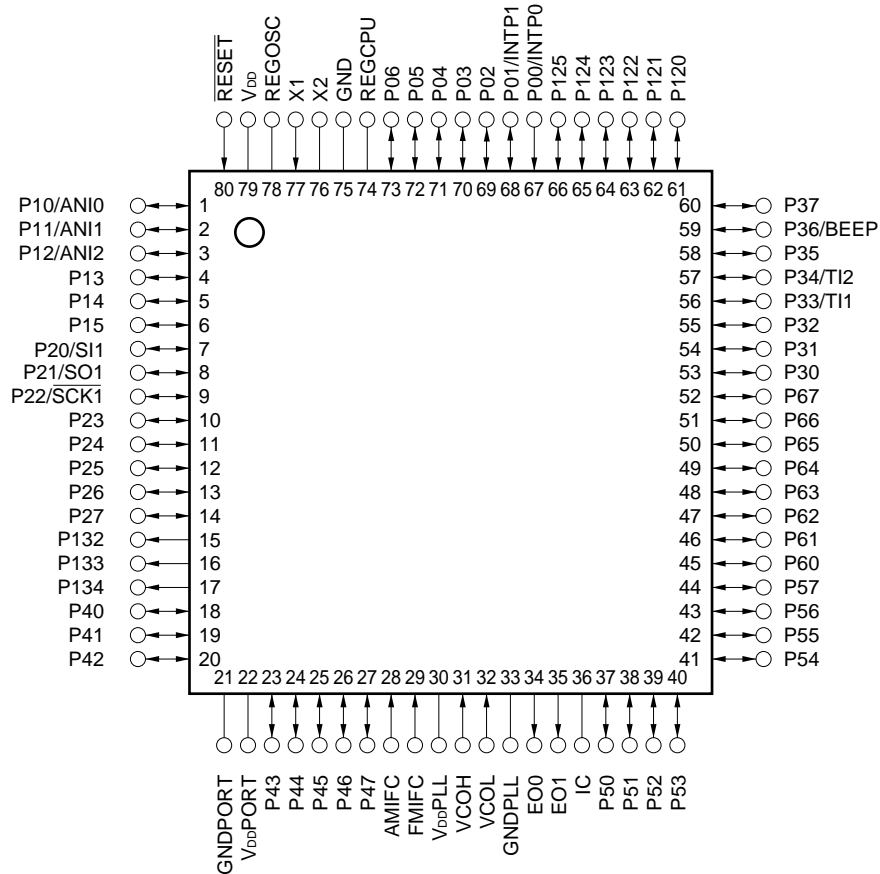 RESET
VDD
REGOSC
X1
X2
GND
REGCPU
P06
P05
P04
P03
P02
P01/INTP1
P00/INTP0
P125
P124
P123
P122
P121
P120
80 79 78 77 76 75 74 73 72 71 70 69 68 67 66 65 64 63 62 61
P10/ANI0 1 60 P37
P11/ANI1 2 59 P36/BEEP
P12/ANI2 3 58 P35
P13 4 57 P34/TI2
P14 5 56 P33/TI1
P15 6 55 P32
P20/SI1 7 54 P31
P21/SO1 8 53 P30
P22/SCK1 9 52 P67
P23 10 51 P66
P24 11 50 P65
P25 12 49 P64
P26 13 48 P63
P27 14 47 P62
P132 15 46 P61
P133 16 45 P60
P134 17 44 P57
P40 18 43 P56
P41 19 42 P55
P42 20 41 P54
21 22 23 24 25 26 27 28 29 30 31 32 33 34 35 36 37 38 39 40
GNDPORT
VDDPORT
P43
P44
P45
P46
P47
AMIFC
FMIFC
VDDPLL
VCOH
VCOL
GNDPLL
EO0
EO1
IC
P50
P51
P52
P53